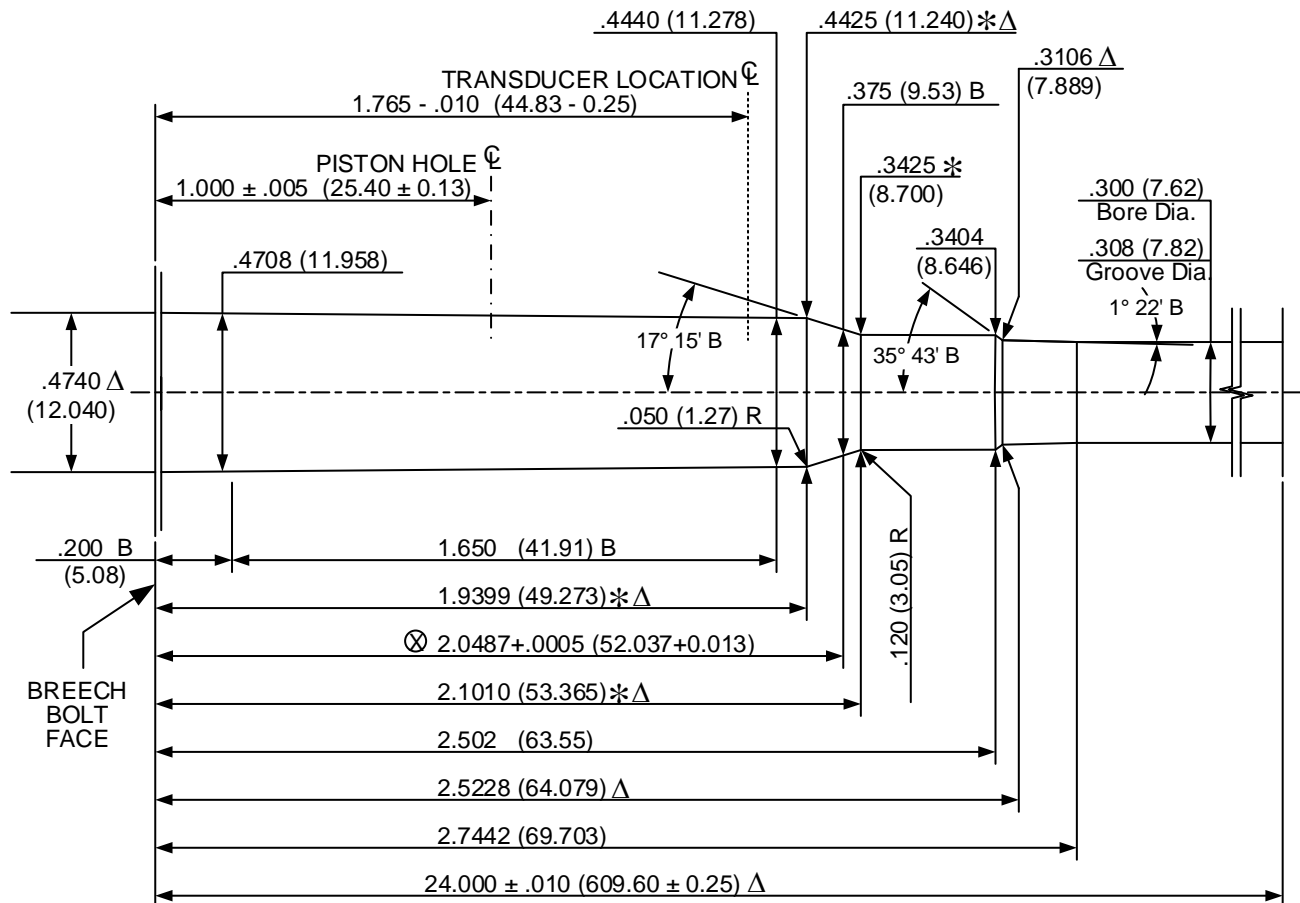 .4440 (11.278)
.4425 (11.240)✻Δ
.3106 Δ
(7.889)
TRANSDUCER LOCATION ℄
1.765 - .010 (44.83 - 0.25)
.375 (9.53) B
PISTON HOLE ℄
1.000 ± .005 (25.40 ± 0.13)
.3425 ✻
(8.700)
.300 (7.62)
Bore Dia.
.4708 (11.958)
.3404
(8.646)
.308 (7.82)
Groove Dia.
1° 22' B
17° 15' B
35° 43' B
.4740 Δ
(12.040)
.050 (1.27) R
.120 (3.05) R
.200 B
(5.08)
1.650 (41.91) B
1.9399 (49.273)✻Δ
⊗ 2.0487+.0005 (52.037+0.013)
BREECH
BOLT
FACE
2.1010 (53.365)✻Δ
2.502 (63.55)
2.5228 (64.079) Δ
2.7442 (69.703)
24.000 ± .010 (609.60 ± 0.25) Δ